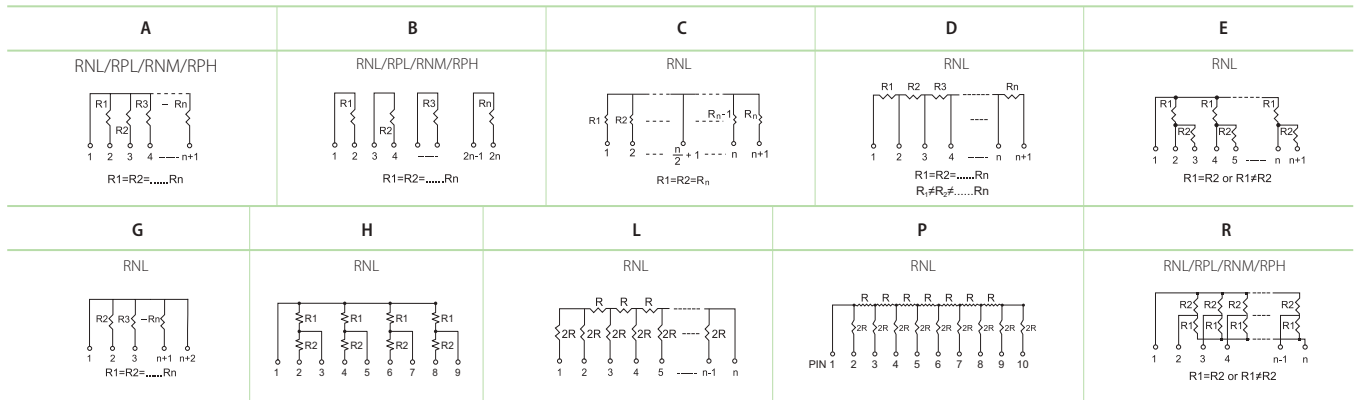 A B C D E
RNL/RPL/RNM/RPH RNL/RPL/RNM/RPH RNL RNL RNL
R1 R2 R3 Rn
1 2 3 4 n+1
R1=R2=......Rn
R1 R2 R3 Rn
1 2 3 4 2n-1 2n
R1=R2=......Rn
R1 R2 Rn-1 Rn
1 2 n/2 + 1 n n+1
R1=R2=Rn
R1 R2 R3 Rn
1 2 3 4 n n+1
R1=R2=......Rn
R1≠R2≠......Rn
R1 R1 R1
R2 R2 R2
1 2 3 4 5 n n+1
R1=R2 or R1≠R2
G H L P R
RNL RNL RNL RNL RNL/RPL/RNM/RPH
R2 R3 Rn
1 2 3 n+1 n+2
R1=R2=......Rn
R1 R1 R1 R1
R2 R2 R2 R2
1 2 3 4 5 6 7 8 9
R R R
2R 2R 2R 2R 2R 2R
1 2 3 4 5 n-1 n
R R R R R R
2R 2R 2R 2R 2R 2R 2R 2R
PIN 1 2 3 4 5 6 7 8 9 10
R2 R2 R2 R2
R1 R1 R1 R1
1 2 3 4 n-1 n
R1=R2 or R1≠R2